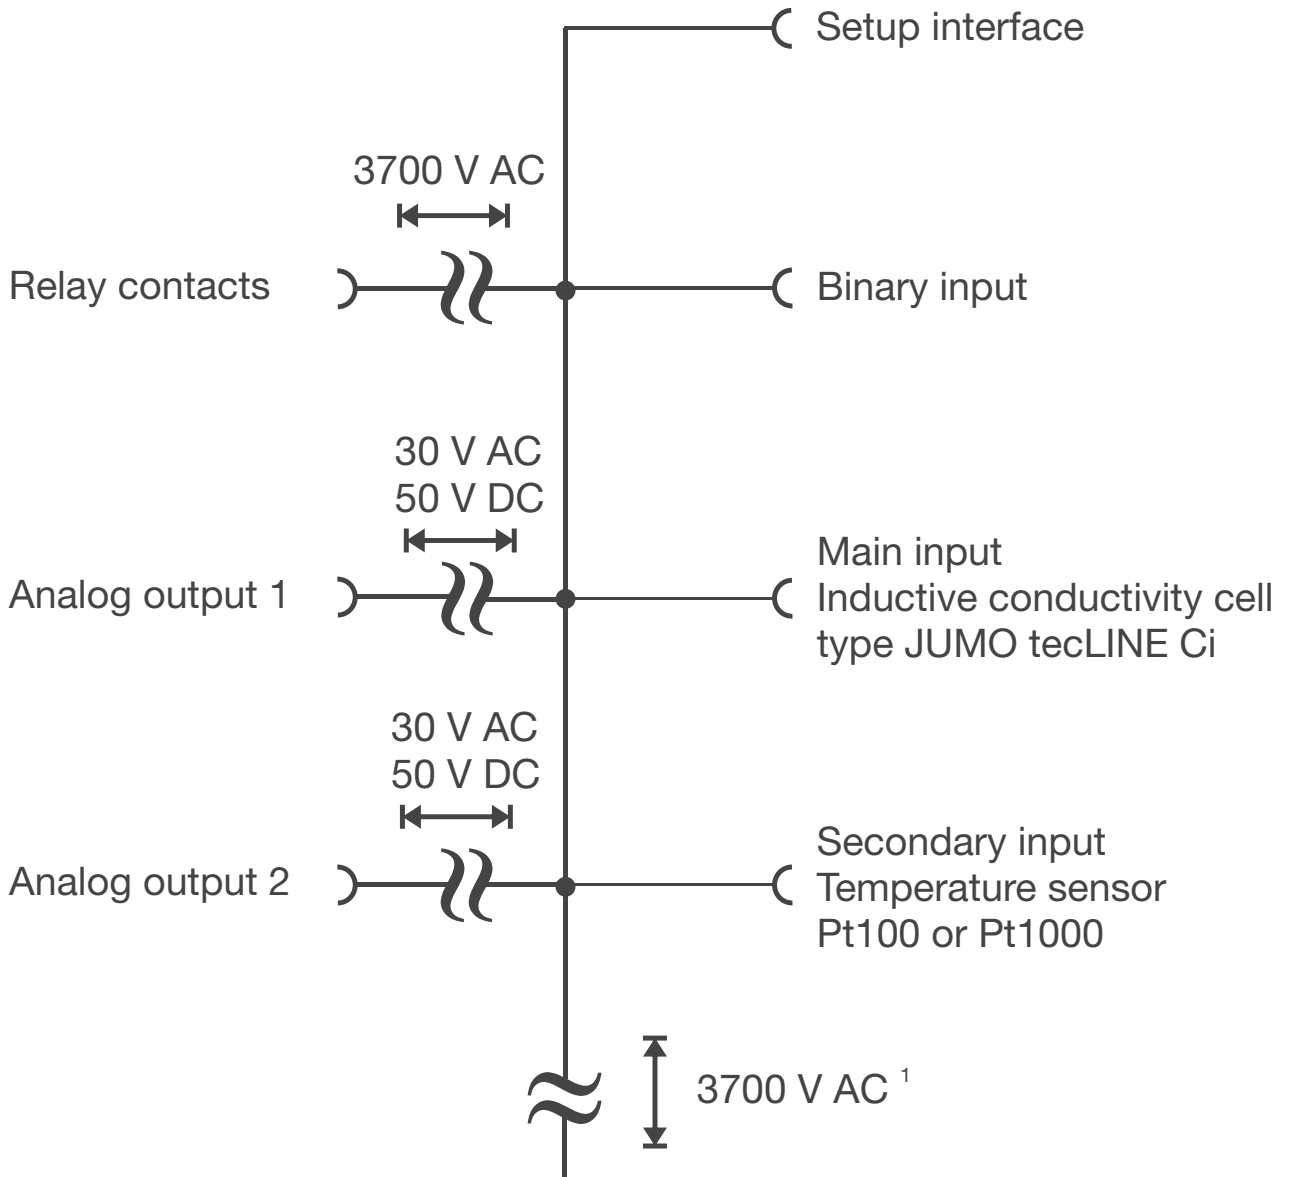 Setup interface
3700 V AC
Relay contacts
Binary input
30 V AC
50 V DC
Analog output 1
Main input
Inductive conductivity cell
type JUMO tecLINE Ci
30 V AC
50 V DC
Analog output 2
Secondary input
Temperature sensor
Pt100 or Pt1000
3700 V AC 1